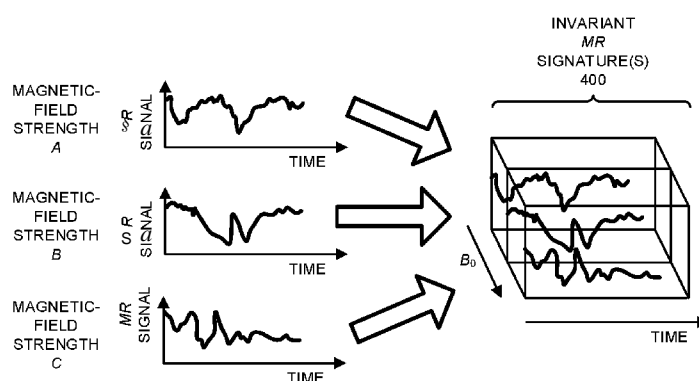 INVARIANT
MR
SIGNATURE(S)
400
MAGNETIC-
FIELD
STRENGTH
A
SIGNAL
TIME
MAGNETIC-
FIELD
STRENGTH
B
SIGNAL
TIME
MAGNETIC-
FIELD
STRENGTH
C
MR
SIGNAL
TIME
B0
TIME